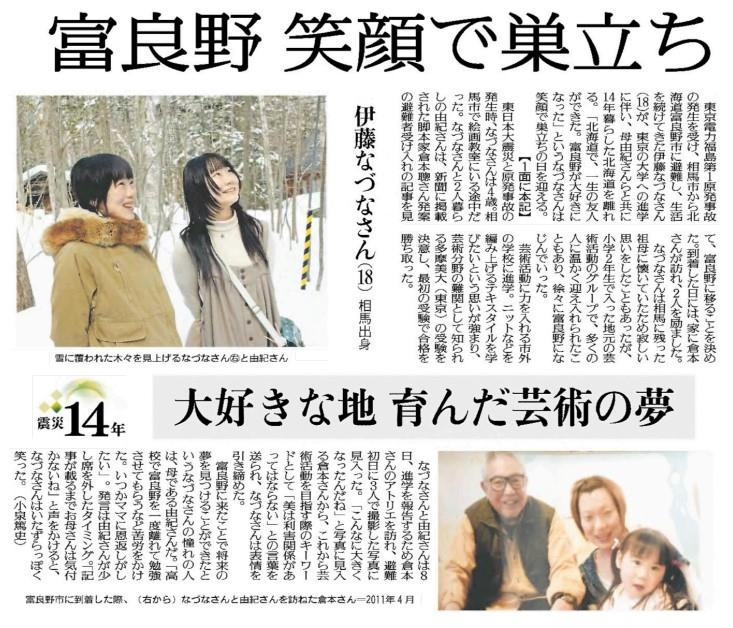 富良野 笑顔で巣立ち
伊藤なづなさん(18)相馬出身
雪に覆われた木々を見上げるなづなさん㊨と由紀さん
東京電力福島第1原発事故
の発生を受け、相馬市から北
海道富良野市に避難し、生活
を続けてきた伊藤なづなさん
(18)が、東京の大学への進学
に伴い、母由紀さんと共に
14年暮らした北海道を離れ
る。「北海道で、一生の友人
ができた。富良野が大好きに
なった」というなづなさんは
笑顔で巣立ちの日を迎える。
【1面に本記】
東日本大震災と原発事故の
発生時、なづなさんは4歳。相
馬市で絵画教室にいる途中だ
った。なづなさんと2人暮ら
しの由紀さんは、新聞に掲載
された脚本家倉本聰さん発案
の避難者受け入れの記事を見
て、富良野に移ることを決め
た。到着した日には、家に倉本
さんが訪れ、2人を励ました。
なづなさんは相馬に残った
祖母に懐いていたため寂しい
思いをしたこともあったが、
小学2年生で入った地元の芸
術活動のグループで、多くの
人に温かく迎え入れられたこ
ともあり、徐々に富良野にな
じんでいった。
芸術活動に力を入れる市外
の学校に進学。ニットなどを
編み上げるテキスタイルを学
びたいという思いが強まり、
芸術分野の難関として知られ
る多摩美大(東京)の受験を
決意し、最初の受験で合格を
勝ち取った。
震災14年
大好きな地 育んだ芸術の夢
なづなさんと由紀さんは8
日、進学を報告するため倉本
さんのアトリエを訪れ、避難
初日に3人で撮影した写真に
見入った。「こんなに大きく
なったんだね」と写真に見入
る倉本さんから、これから芸
術活動を目指す際のキーワー
ドとして「美は利害関係があ
ってはならない」との言葉を
送られ、なづなさんは表情を
引き締めた。
富良野に来たことで将来の
夢を見つけることができたと
いうなづなさんの憧れの人
は、母である由紀さんだ。「高
校で富良野を一度離れて勉強
させてもらうなど苦労をかけ
た。いつかママに恩返しがし
たい」。発言は由紀さんが少
し席を外したタイミング。「記
事が載るまでお母さんは気付
かないね」と声をかけると、
なづなさんはいたずらっぽく
笑った。(小泉篤史)
富良野市に到着した際、(右から)なづなさんと由紀さんを訪ねた倉本さん=2011年4月